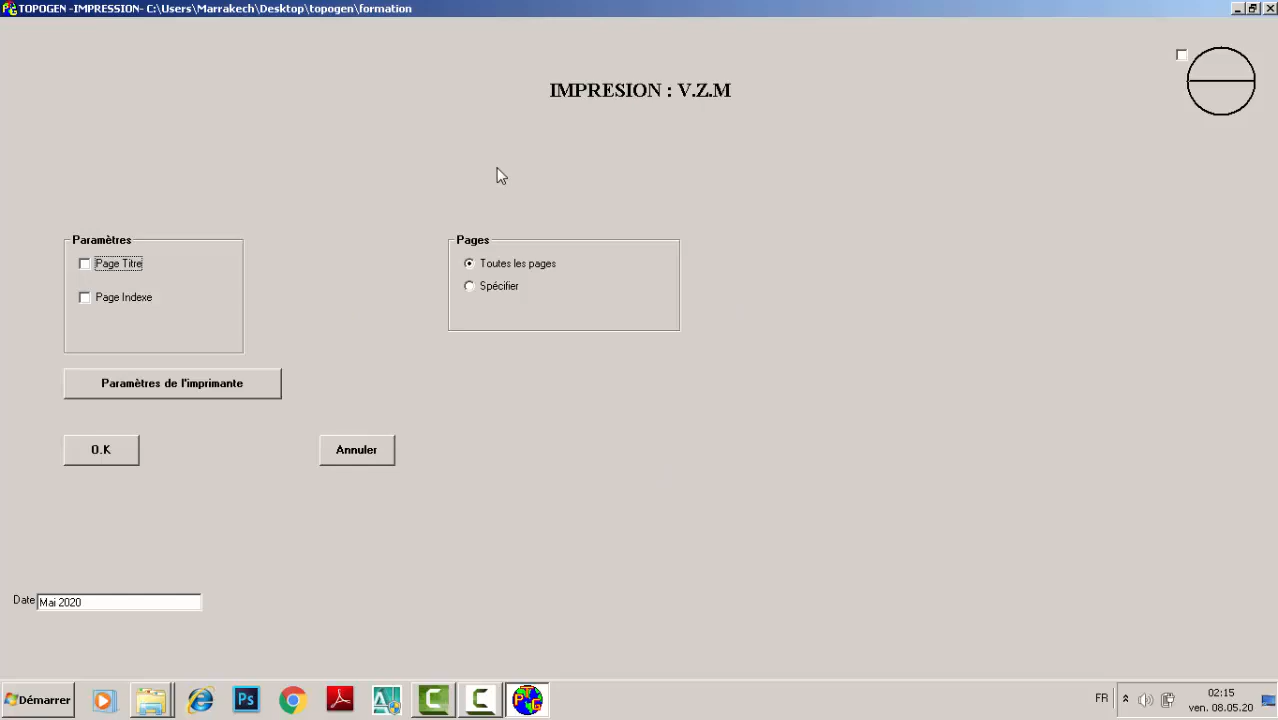 TOPOGEN -IMPRESSION- C:\Users\Marrakech\Desktop\topogen\formation
IMPRESION : V.Z.M
Paramètres
Page Titre
Page Indexe
Pages
Toutes les pages
Spécifier
Paramètres de l'imprimante
O.K
Annuler
Date Mai 2020
Démarrer
Ps
FR
02:15
ven. 08.05.20